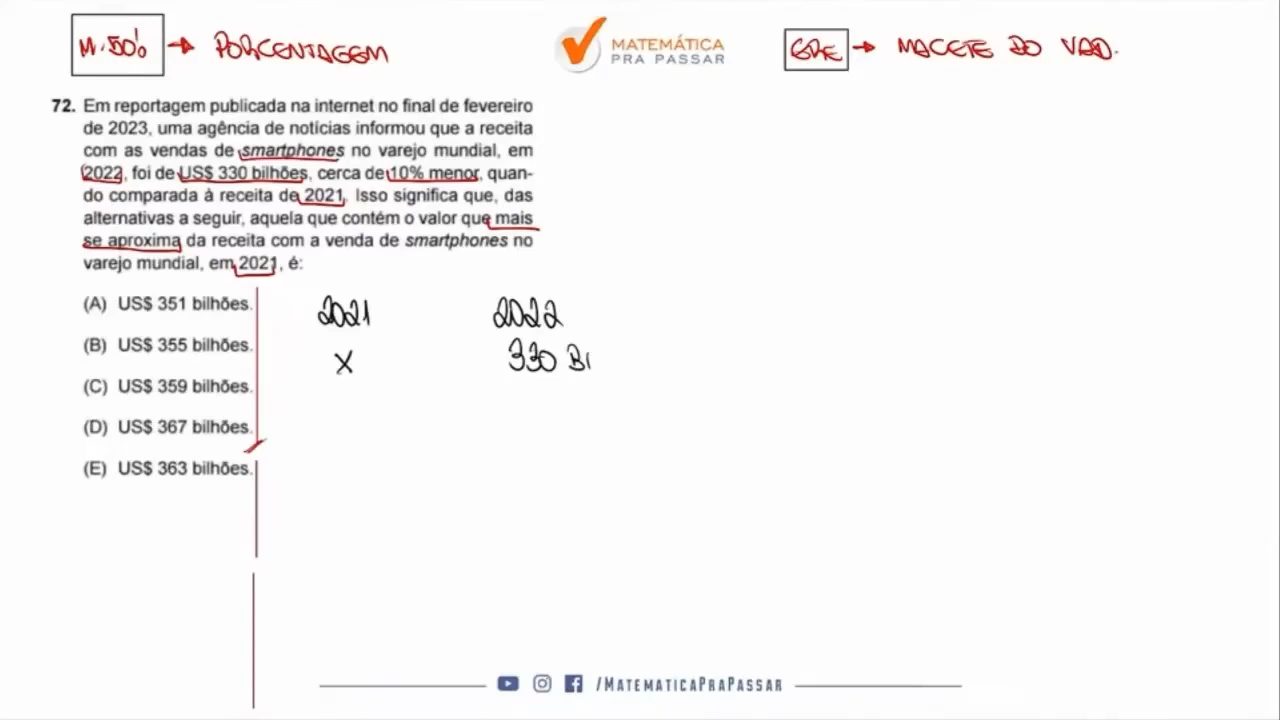 M.50% → PORCENTAGEM
MATEMÁTICA
PRA PASSAR
GRE → MACETE DO VAD.
72. Em reportagem publicada na internet no final de fevereiro
de 2023, uma agência de notícias informou que a receita
com as vendas de smartphones no varejo mundial, em
2022, foi de US$ 330 bilhões, cerca de 10% menor, quan-
do comparada à receita de 2021. Isso significa que, das
alternativas a seguir, aquela que contém o valor que mais
se aproxima da receita com a venda de smartphones no
varejo mundial, em 2021, é:
(A) US$ 351 bilhões.
(B) US$ 355 bilhões.
(C) US$ 359 bilhões.
(D) US$ 367 bilhões.
(E) US$ 363 bilhões.
2021 2022
X 330 BI
/MATEMATICAPRAPASSAR